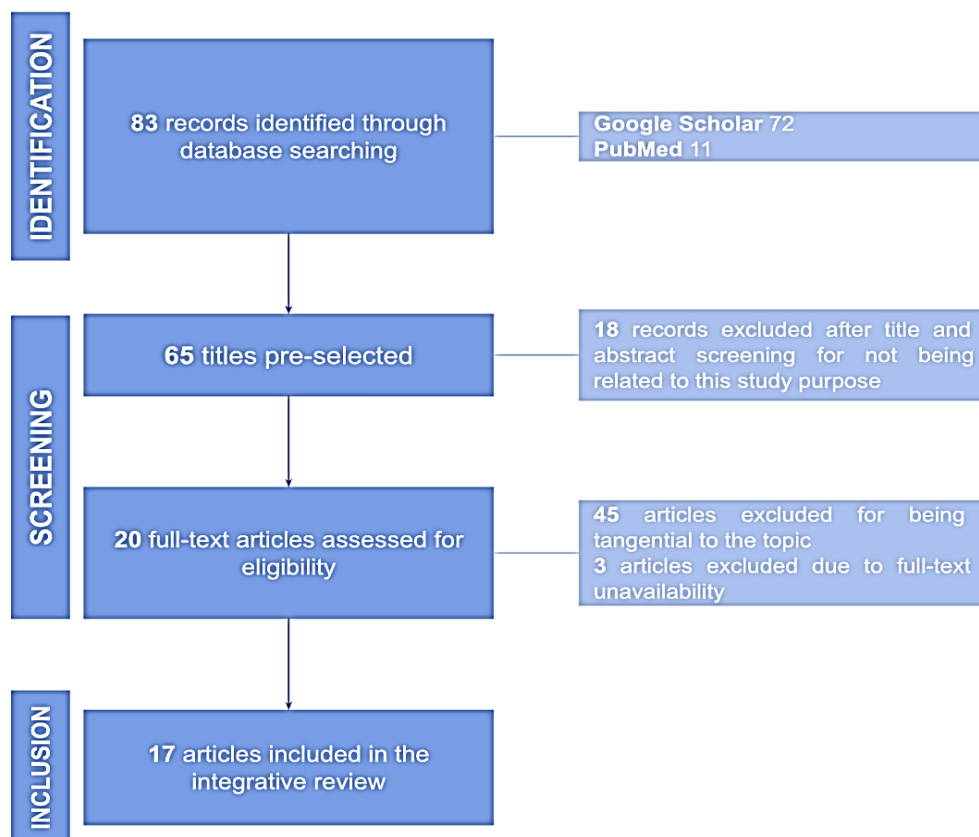 IDENTIFICATION
83 records identified through
database searching
Google Scholar 72
PubMed 11
SCREENING
65 titles pre-selected
18 records excluded after title and
abstract screening for not being
related to this study purpose
20 full-text articles assessed for
eligibility
45 articles excluded for being
tangential to the topic
3 articles excluded due to full-text
unavailability
INCLUSION
17 articles included in the
integrative review